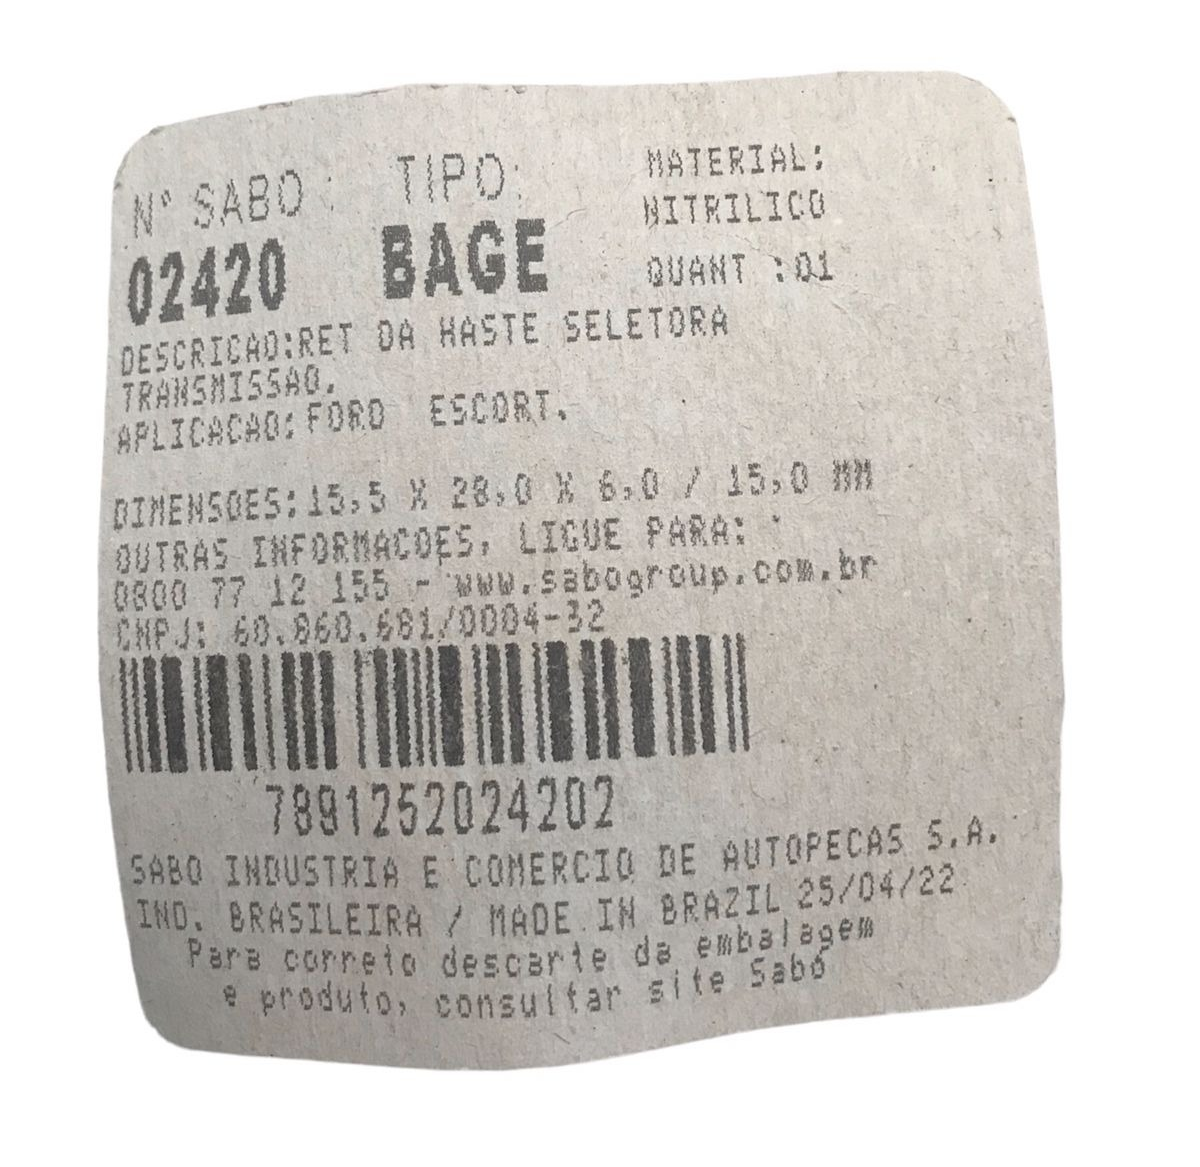 Nº SABO : TIPO: MATERIAL:
02420 BAGE NITRILICO
QUANT :01
DESCRICAO:RET DA HASTE SELETORA
TRANSMISSAO.
APLICACAO:FORD ESCORT.
DIMENSOES:15,5 X 28,0 X 6,0 / 15,0 MM
OUTRAS INFORMACOES, LIGUE PARA:
0800 77 12 155 - www.sabogroup.com.br
CNPJ: 60.860.681/0004-32
7891252024202
SABO INDUSTRIA E COMERCIO DE AUTOPECAS S.A.
IND. BRASILEIRA / MADE IN BRAZIL 25/04/22
Para correto descarte da embalagem
e produto, consultar site Sabó